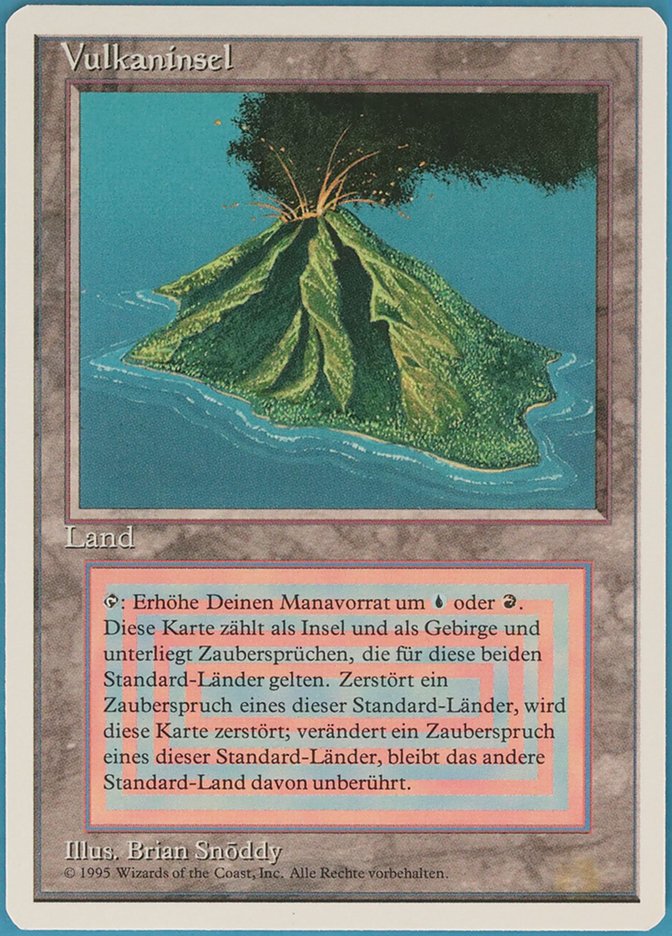 Vulkaninsel
Land
: Erhöhe Deinen Manavorrat um oder .
Diese Karte zählt als Insel und als Gebirge und
unterliegt Zaubersprüchen, die für diese beiden
Standard-Länder gelten. Zerstört ein
Zauberspruch eines dieser Standard-Länder, wird
diese Karte zerstört; verändert ein Zauberspruch
eines dieser Standard-Länder, bleibt das andere
Standard-Land davon unberührt.
Illus. Brian Snōddy
© 1995 Wizards of the Coast, Inc. Alle Rechte vorbehalten.